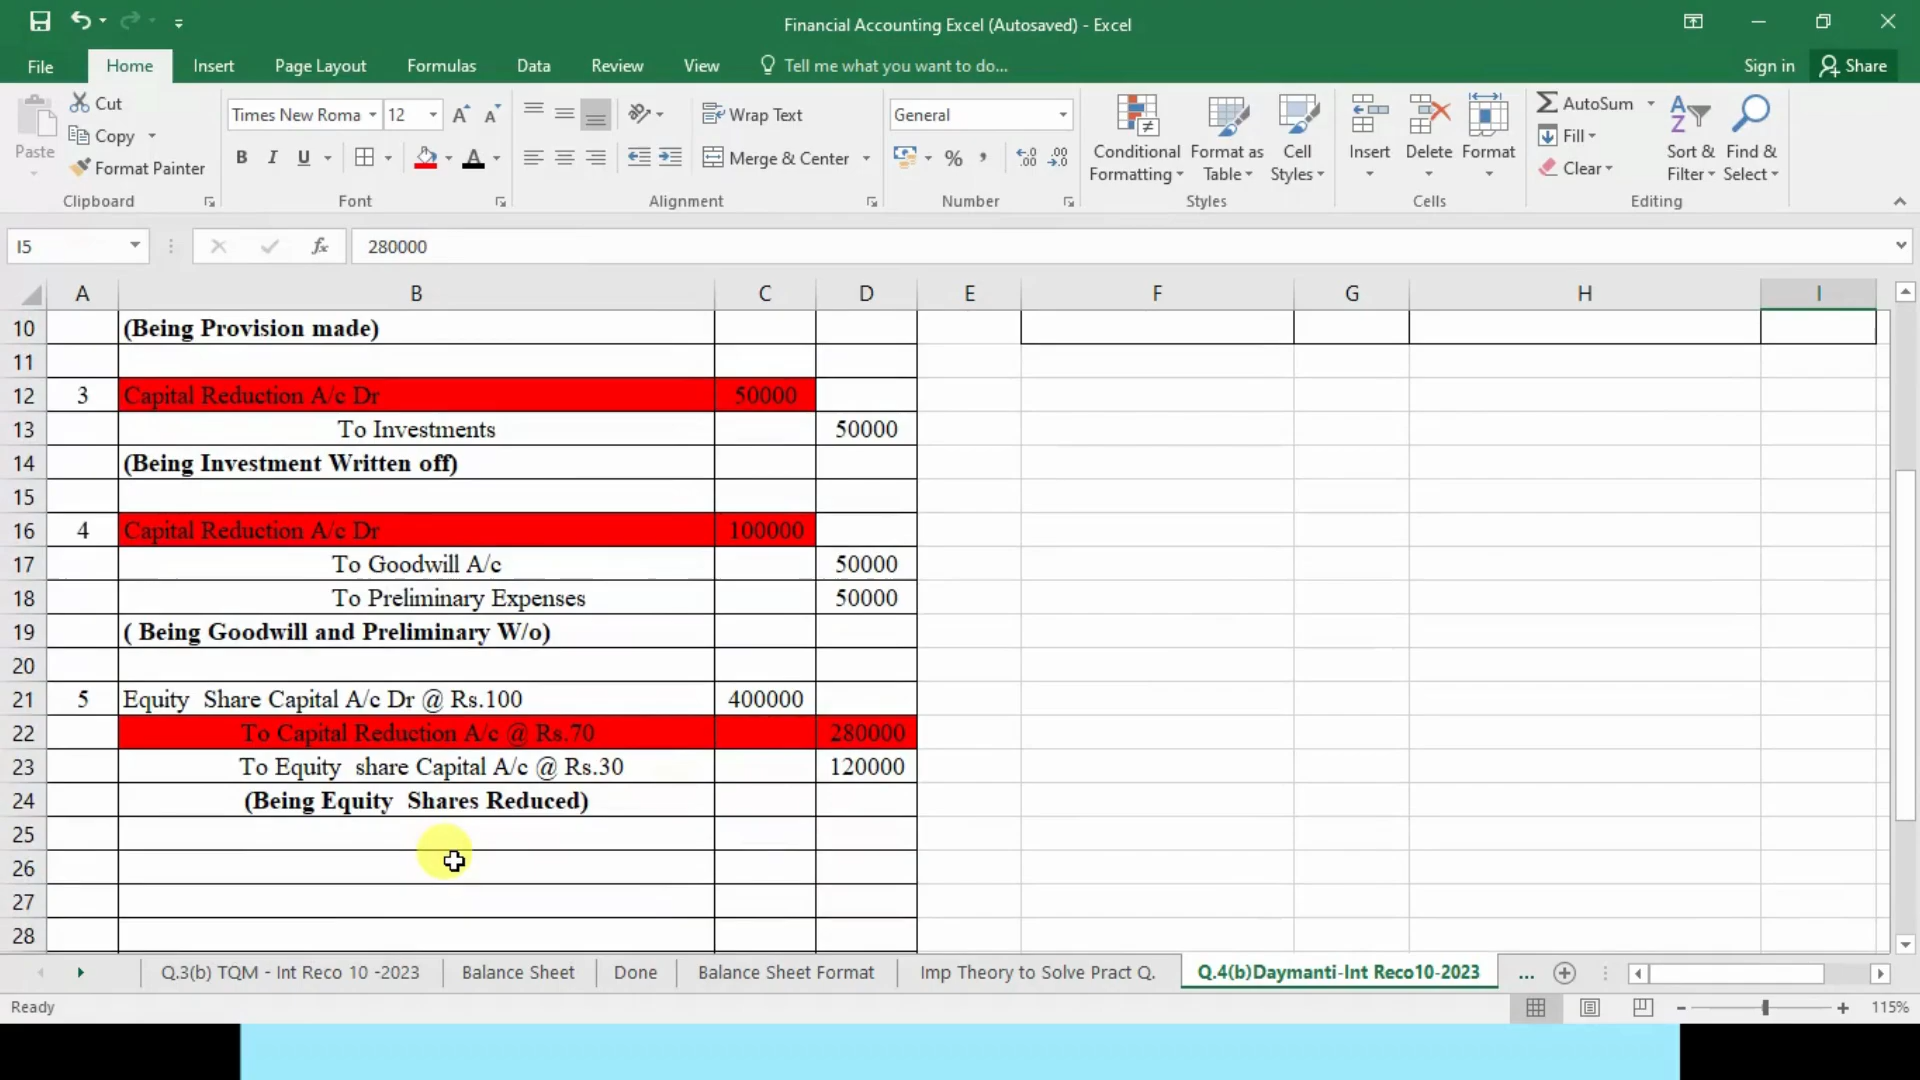 Financial Accounting Excel (Autosaved) - Excel
File Home Insert Page Layout Formulas Data Review View Tell me what you want to do... Sign in Share
Paste Cut Copy Format Painter Clipboard
Times New Roma 12 B I U A Font
Wrap Text Merge & Center Alignment
General % Number
Conditional Formatting Format as Table Cell Styles Styles
Insert Delete Format Cells
AutoSum Fill Clear Sort & Filter Find & Select Editing
I5 fx 280000
A B C D E F G H I
10 (Being Provision made)
11
12 3 Capital Reduction A/c Dr 50000
13 To Investments 50000
14 (Being Investment Written off)
15
16 4 Capital Reduction A/c Dr 100000
17 To Goodwill A/c 50000
18 To Preliminary Expenses 50000
19 ( Being Goodwill and Preliminary W/o)
20
21 5 Equity Share Capital A/c Dr @ Rs.100 400000
22 To Capital Reduction A/c @ Rs.70 280000
23 To Equity share Capital A/c @ Rs.30 120000
24 (Being Equity Shares Reduced)
25
26
27
28
Q.3(b) TQM - Int Reco 10 -2023 Balance Sheet Done Balance Sheet Format Imp Theory to Solve Pract Q. Q.4(b)Daymanti-Int Reco10-2023 ...
Ready 115%